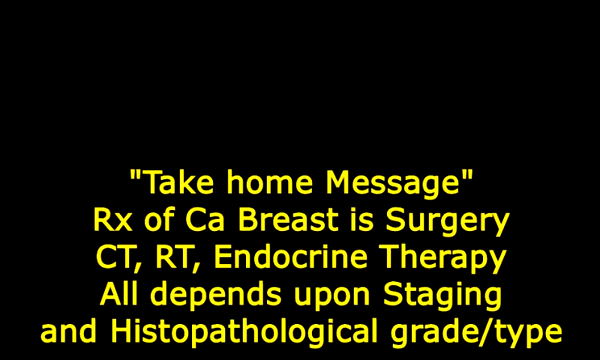 "Take home Message"
Rx of Ca Breast is Surgery
CT, RT, Endocrine Therapy
All depends upon Staging
and Histopathological grade/type